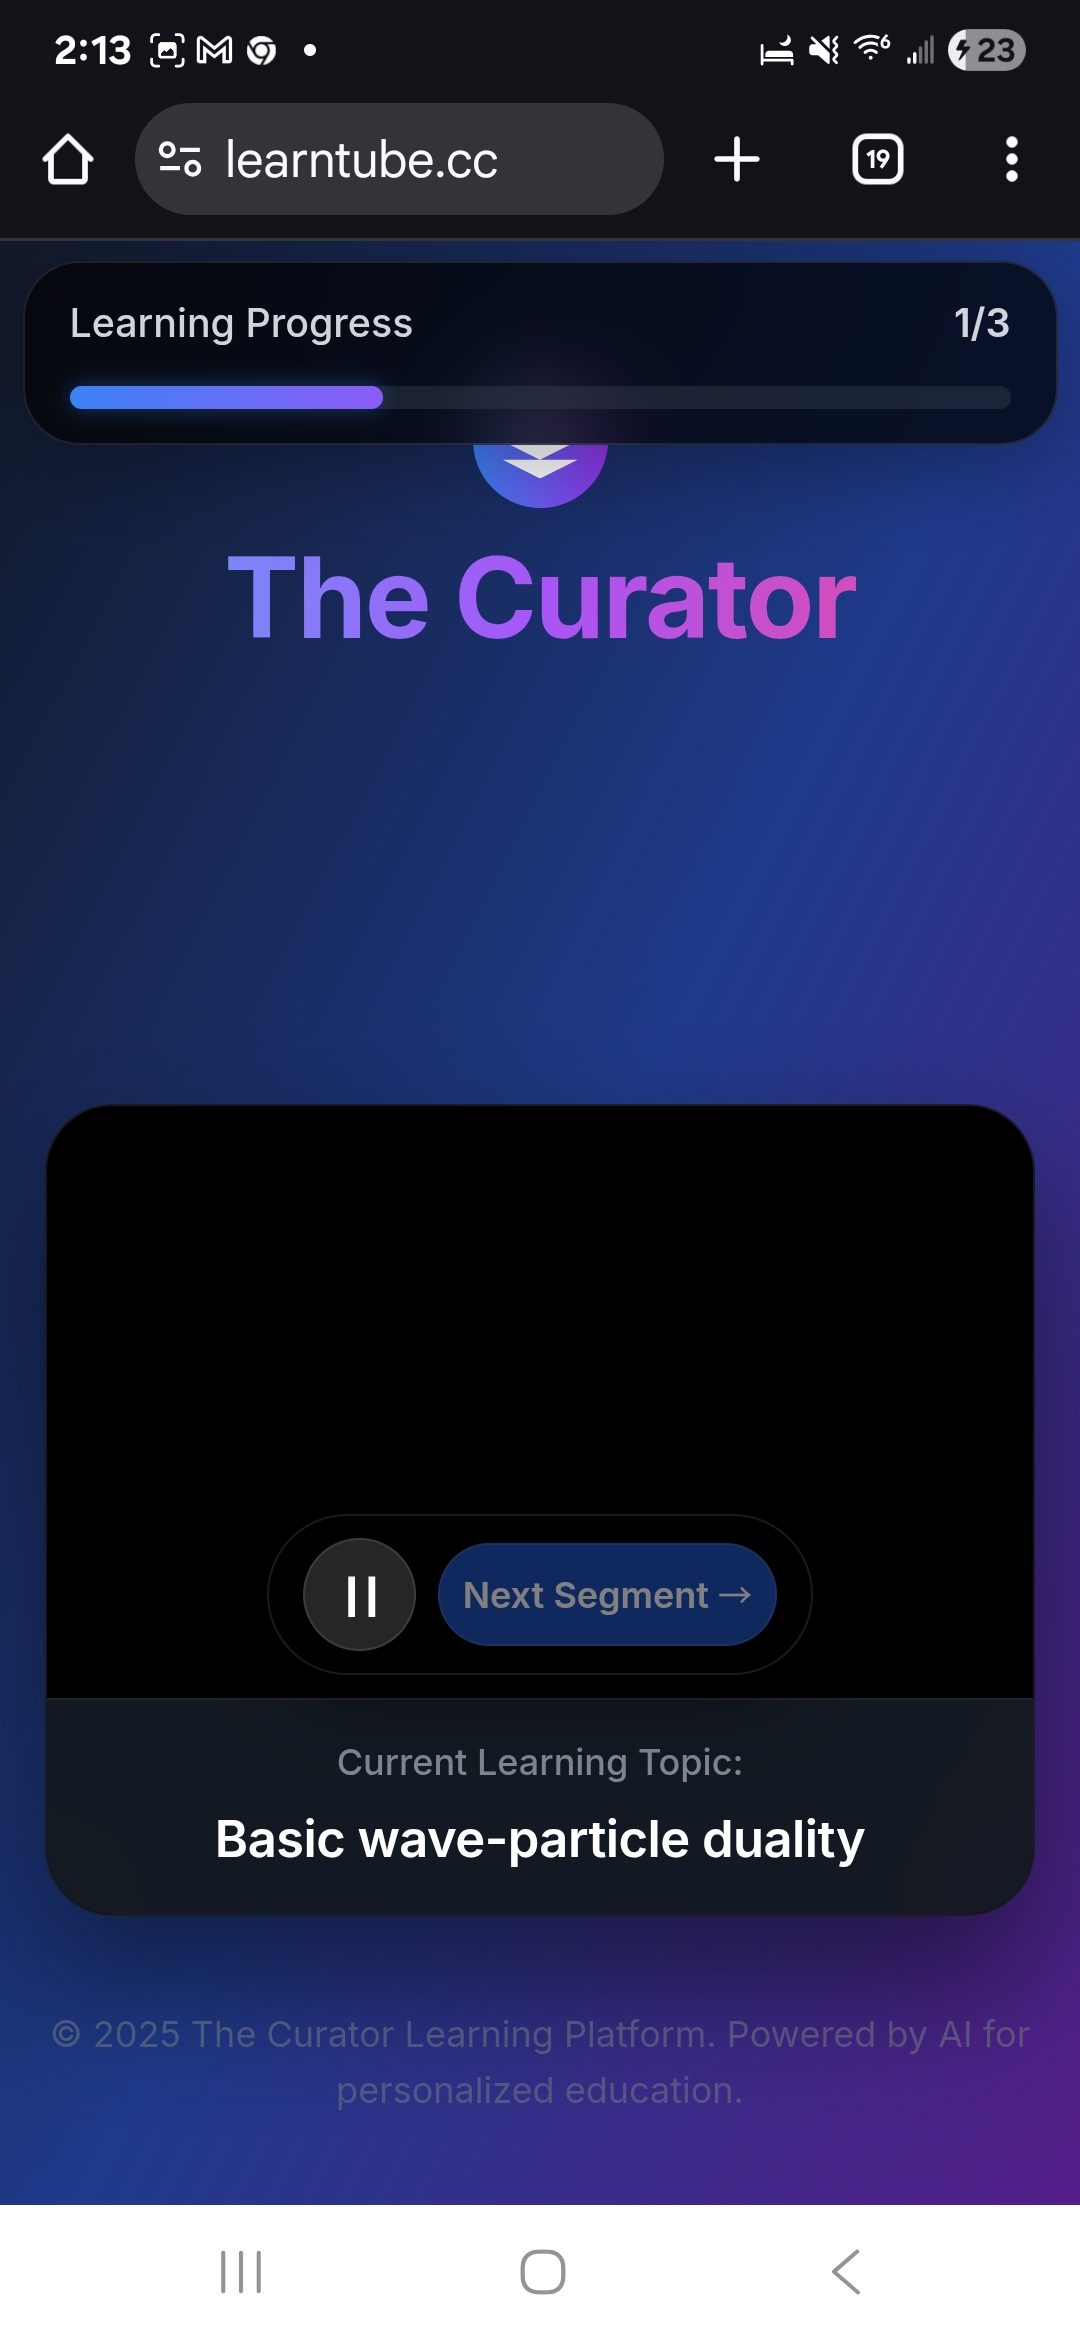 2:13
23
learntube.cc
19
Learning Progress 1/3
The Curator
Next Segment →
Current Learning Topic:
Basic wave-particle duality
© 2025 The Curator Learning Platform. Powered by AI for
personalized education.